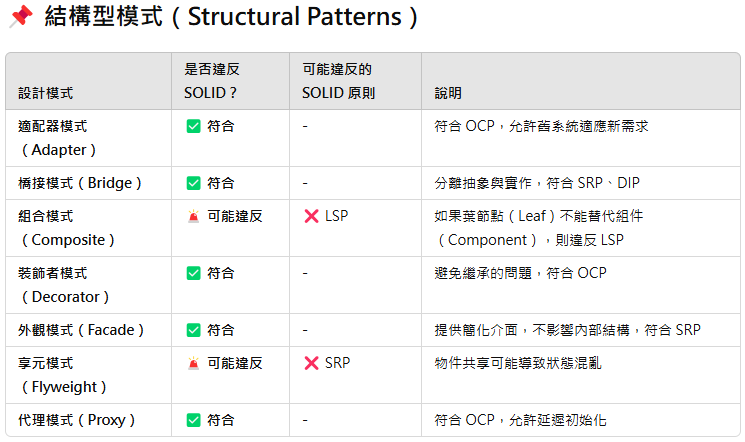 📌 結構型模式（Structural Patterns）
設計模式
是否違反
SOLID？
可能違反的
SOLID 原則
說明
適配器模式
（Adapter）
✅ 符合
-
符合 OCP，允許舊系統適應新需求
橋接模式（Bridge）
✅ 符合
-
分離抽象與實作，符合 SRP、DIP
組合模式
（Composite）
🚨 可能違反
❌ LSP
如果葉節點（Leaf）不能替代組件
（Component），則違反 LSP
裝飾者模式
（Decorator）
✅ 符合
-
避免繼承的問題，符合 OCP
外觀模式（Facade）
✅ 符合
-
提供簡化介面，不影響內部結構，符合 SRP
享元模式
（Flyweight）
🚨 可能違反
❌ SRP
物件共享可能導致狀態混亂
代理模式（Proxy）
✅ 符合
-
符合 OCP，允許延遲初始化